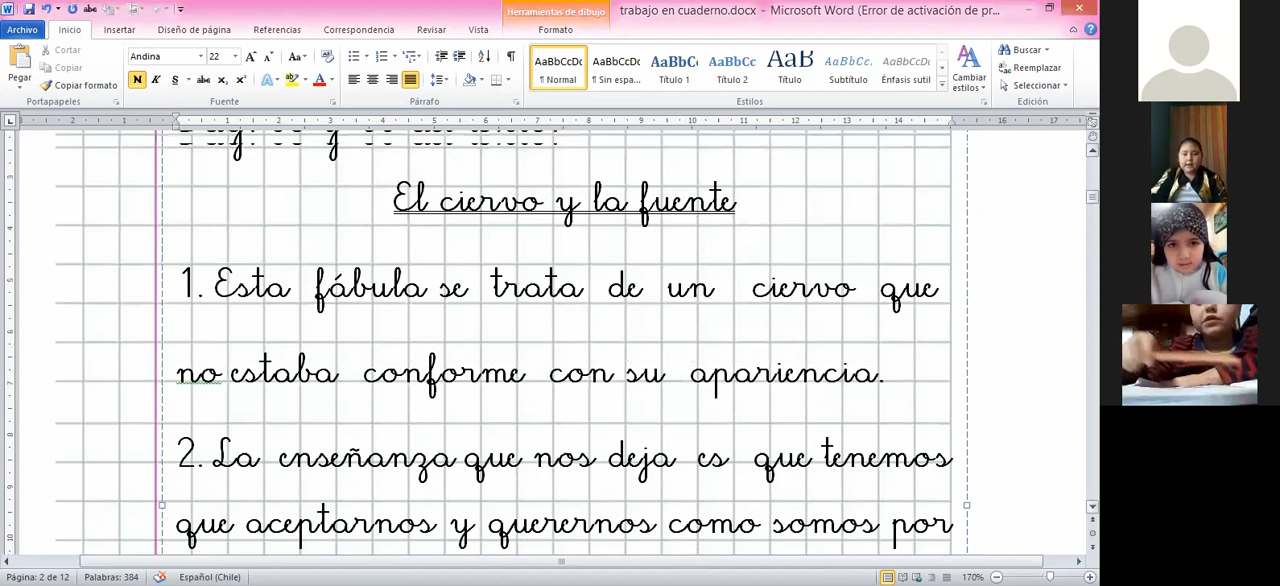 Herramientas de dibujo
trabajo en cuaderno.docx - Microsoft Word (Error de activación de pr...
Archivo Inicio Insertar Diseño de página Referencias Correspondencia Revisar Vista Formato
Pegar
Cortar
Copiar
Copiar formato
Portapapeles
Andina 22
Fuente
Párrafo
AaBbCcDc AaBbCcDc AaBbC AaBbCc AaB AaBbCc. AaBbCcDc
¶ Normal ¶ Sin espa... Título 1 Título 2 Título Subtítulo Énfasis sutil
Cambiar estilos
Estilos
Buscar
Reemplazar
Seleccionar
Edición
El ciervo y la fuente
1. Esta fábula se trata de un ciervo que
no estaba conforme con su apariencia.
2. La enseñanza que nos deja es que tenemos
que aceptarnos y querernos como somos por
Página: 2 de 12 Palabras: 384 Español (Chile) 170%